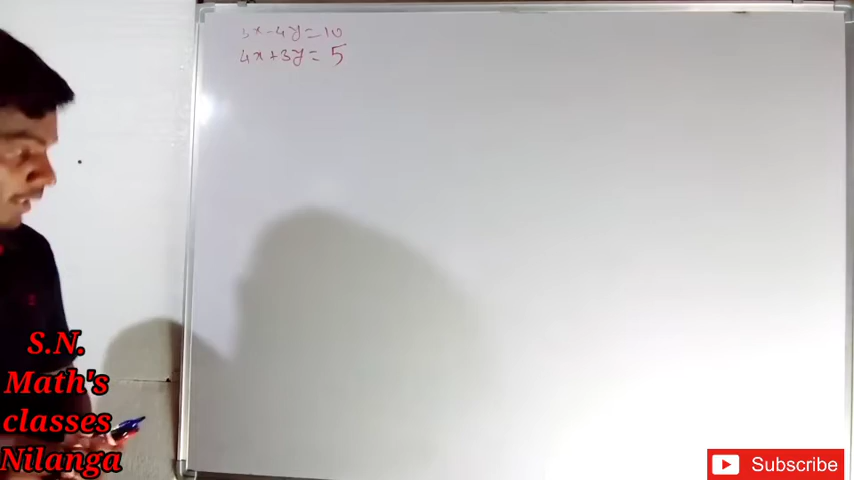 3x-4y=10
4x+3y=5
S.N.
Math's
classes
Nilanga
Subscribe